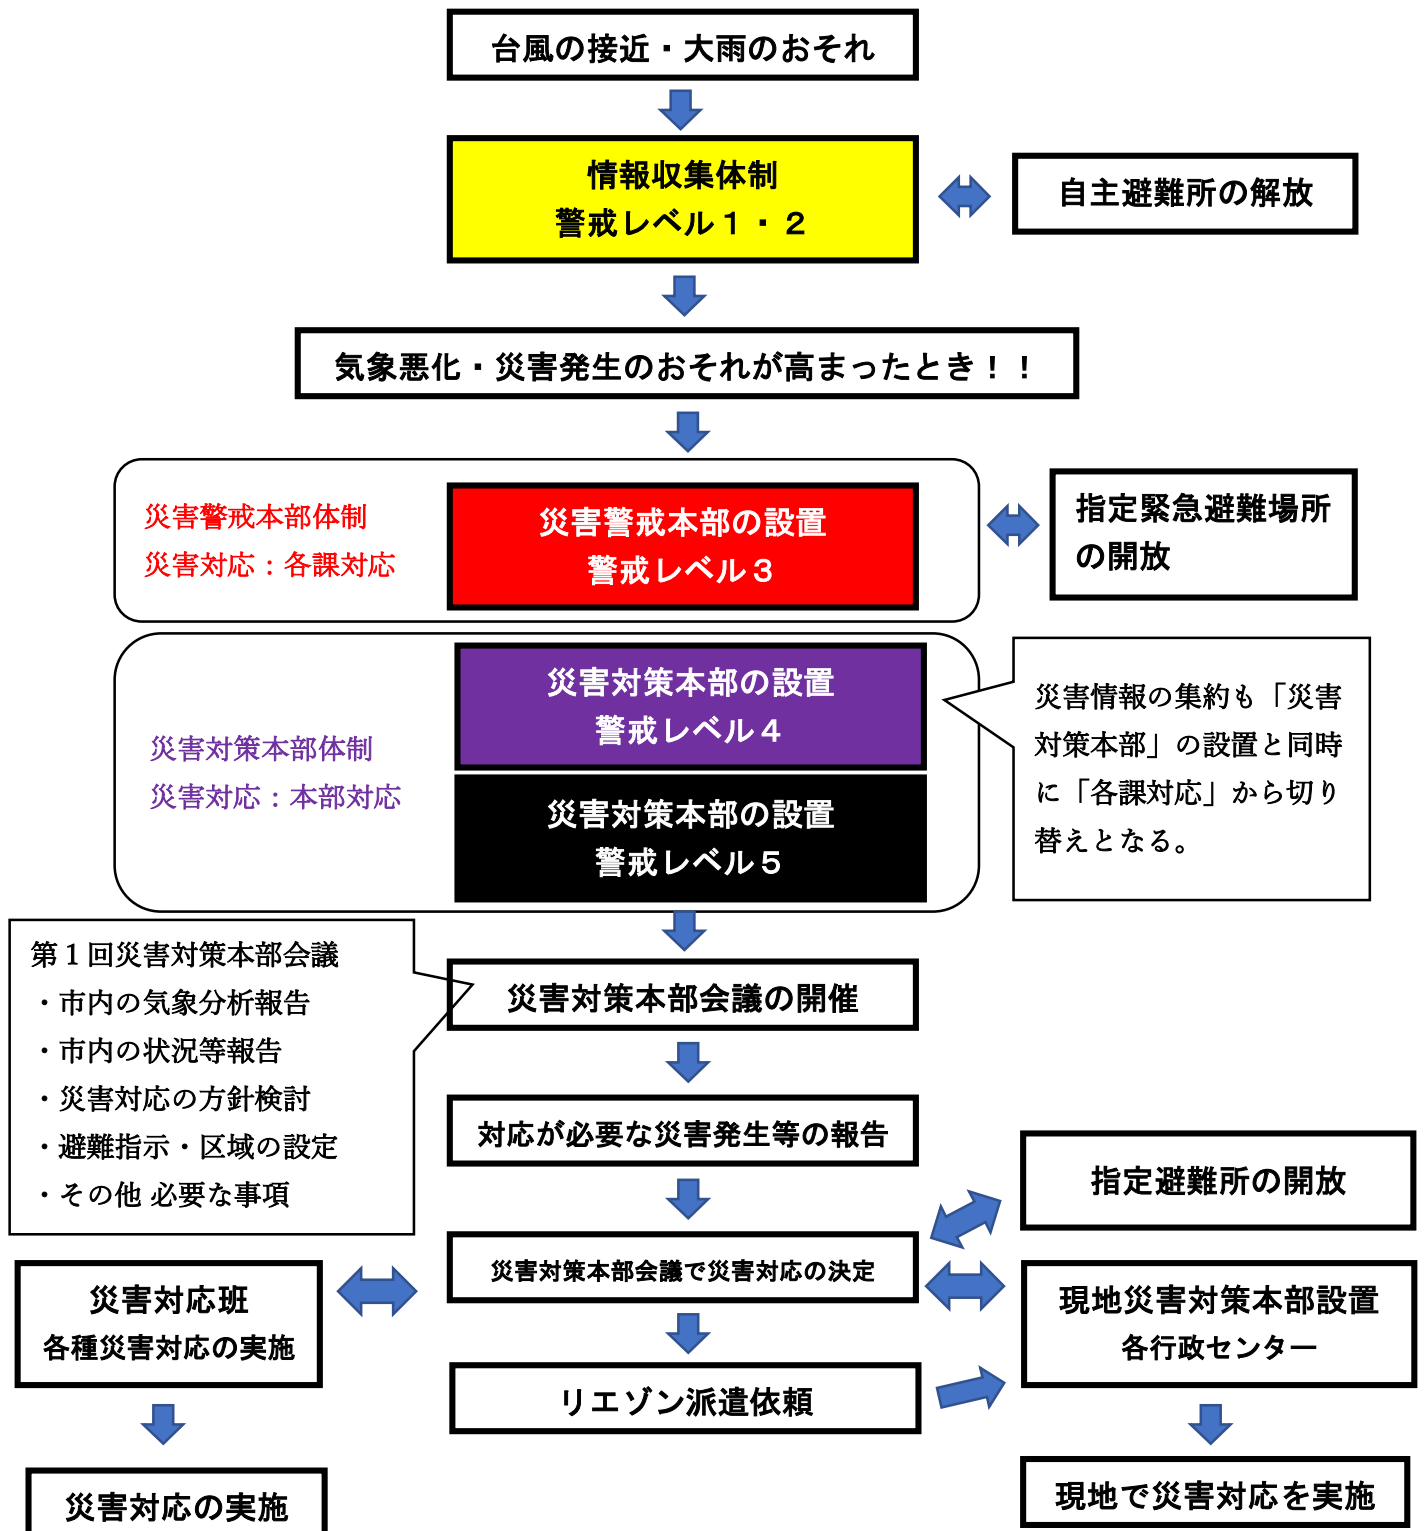 台風の接近・大雨のおそれ
情報収集体制
警戒レベル１・２
自主避難所の解放
気象悪化・災害発生のおそれが高まったとき！！
災害警戒本部体制
災害対応：各課対応
災害警戒本部の設置
警戒レベル３
指定緊急避難場所
の開放
災害対策本部体制
災害対応：本部対応
災害対策本部の設置
警戒レベル４
災害対策本部の設置
警戒レベル５
災害情報の集約も「災害
対策本部」の設置と同時
に「各課対応」から切り
替えとなる。
第１回災害対策本部会議
・市内の気象分析報告
・市内の状況等報告
・災害対応の方針検討
・避難指示・区域の設定
・その他 必要な事項
災害対策本部会議の開催
対応が必要な災害発生等の報告
指定避難所の開放
災害対策本部会議で災害対応の決定
災害対応班
各種災害対応の実施
現地災害対策本部設置
各行政センター
リエゾン派遣依頼
災害対応の実施
現地で災害対応を実施